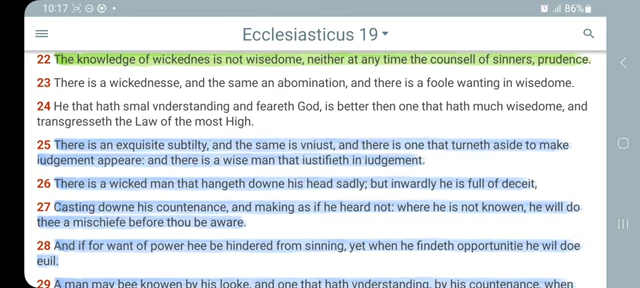 10:17
86%
Ecclesiasticus 19
22 The knowledge of wickednes is not wisedome, neither at any time the counsell of sinners, prudence.
23 There is a wickednesse, and the same an abomination, and there is a foole wanting in wisedome.
24 He that hath smal vnderstanding and feareth God, is better then one that hath much wisedome, and
transgresseth the Law of the most High.
25 There is an exquisite subtilty, and the same is vniust, and there is one that turneth aside to make
iudgement appeare: and there is a wise man that iustifieth in iudgement.
26 There is a wicked man that hangeth downe his head sadly; but inwardly he is full of deceit,
27 Casting downe his countenance, and making as if he heard not: where he is not knowen, he will do
thee a mischiefe before thou be aware.
28 And if for want of power hee be hindered from sinning, yet when he findeth opportunitie he wil doe
euil.
29 A man may bee knowen by his looke, and one that hath vnderstanding, by his countenance, when